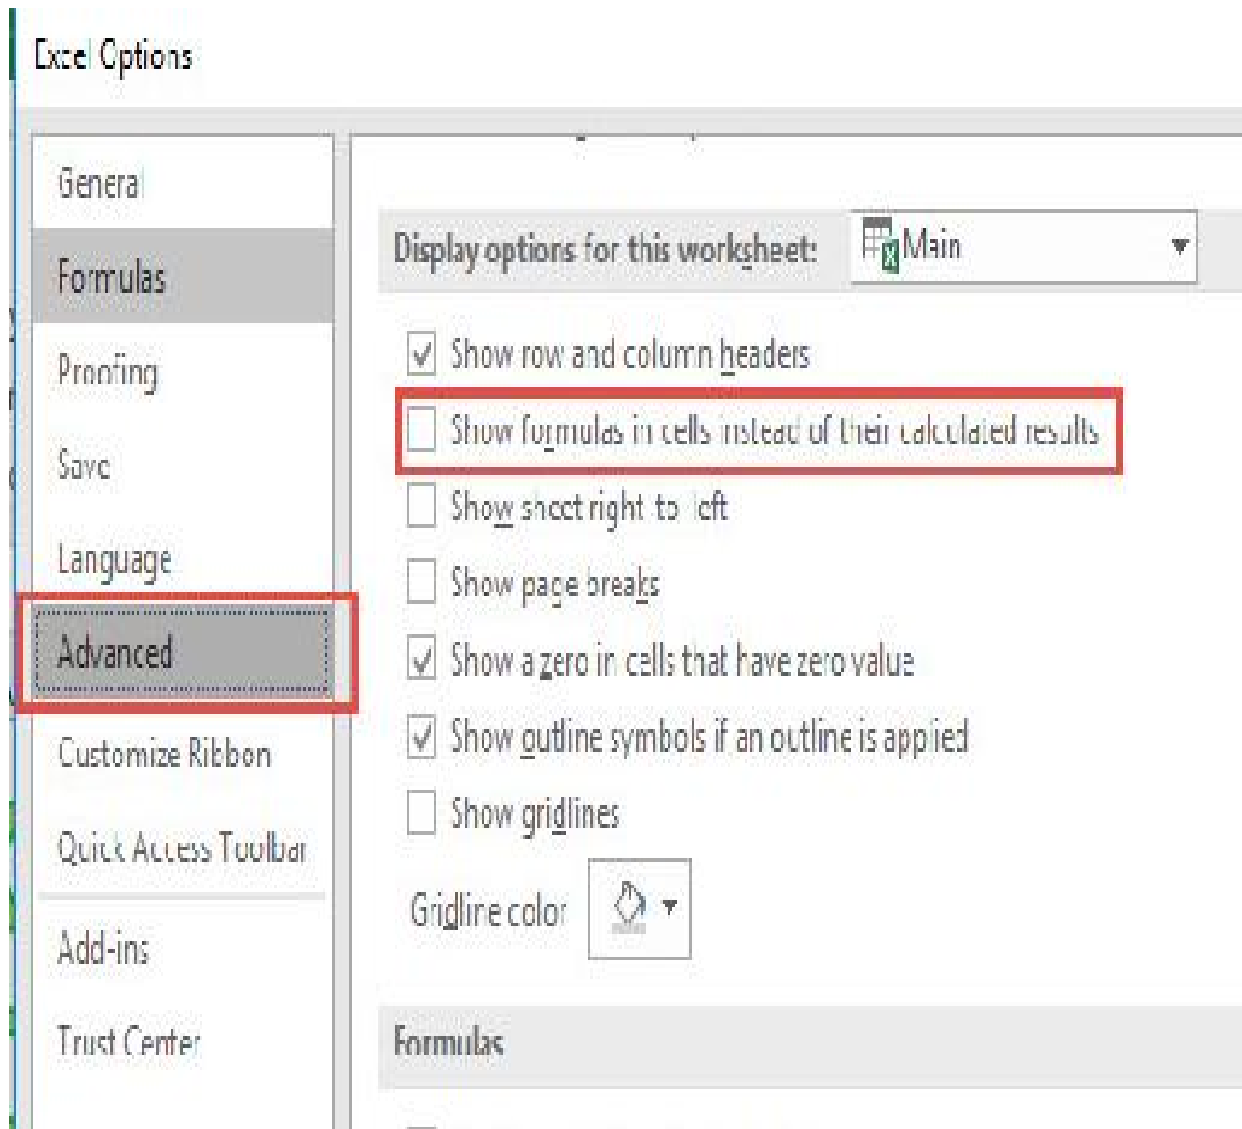 Excel Options
General
Formulas
Proofing
Save
Language
Advanced
Customize Ribbon
Quick Access Toolbar
Add-ins
Trust Center
Display options for this worksheet:
Main
Show row and column headers
Show formulas in cells instead of their calculated results
Show sheet right-to-left
Show page breaks
Show a zero in cells that have zero value
Show outline symbols if an outline is applied
Show gridlines
Gridline color
Formulas